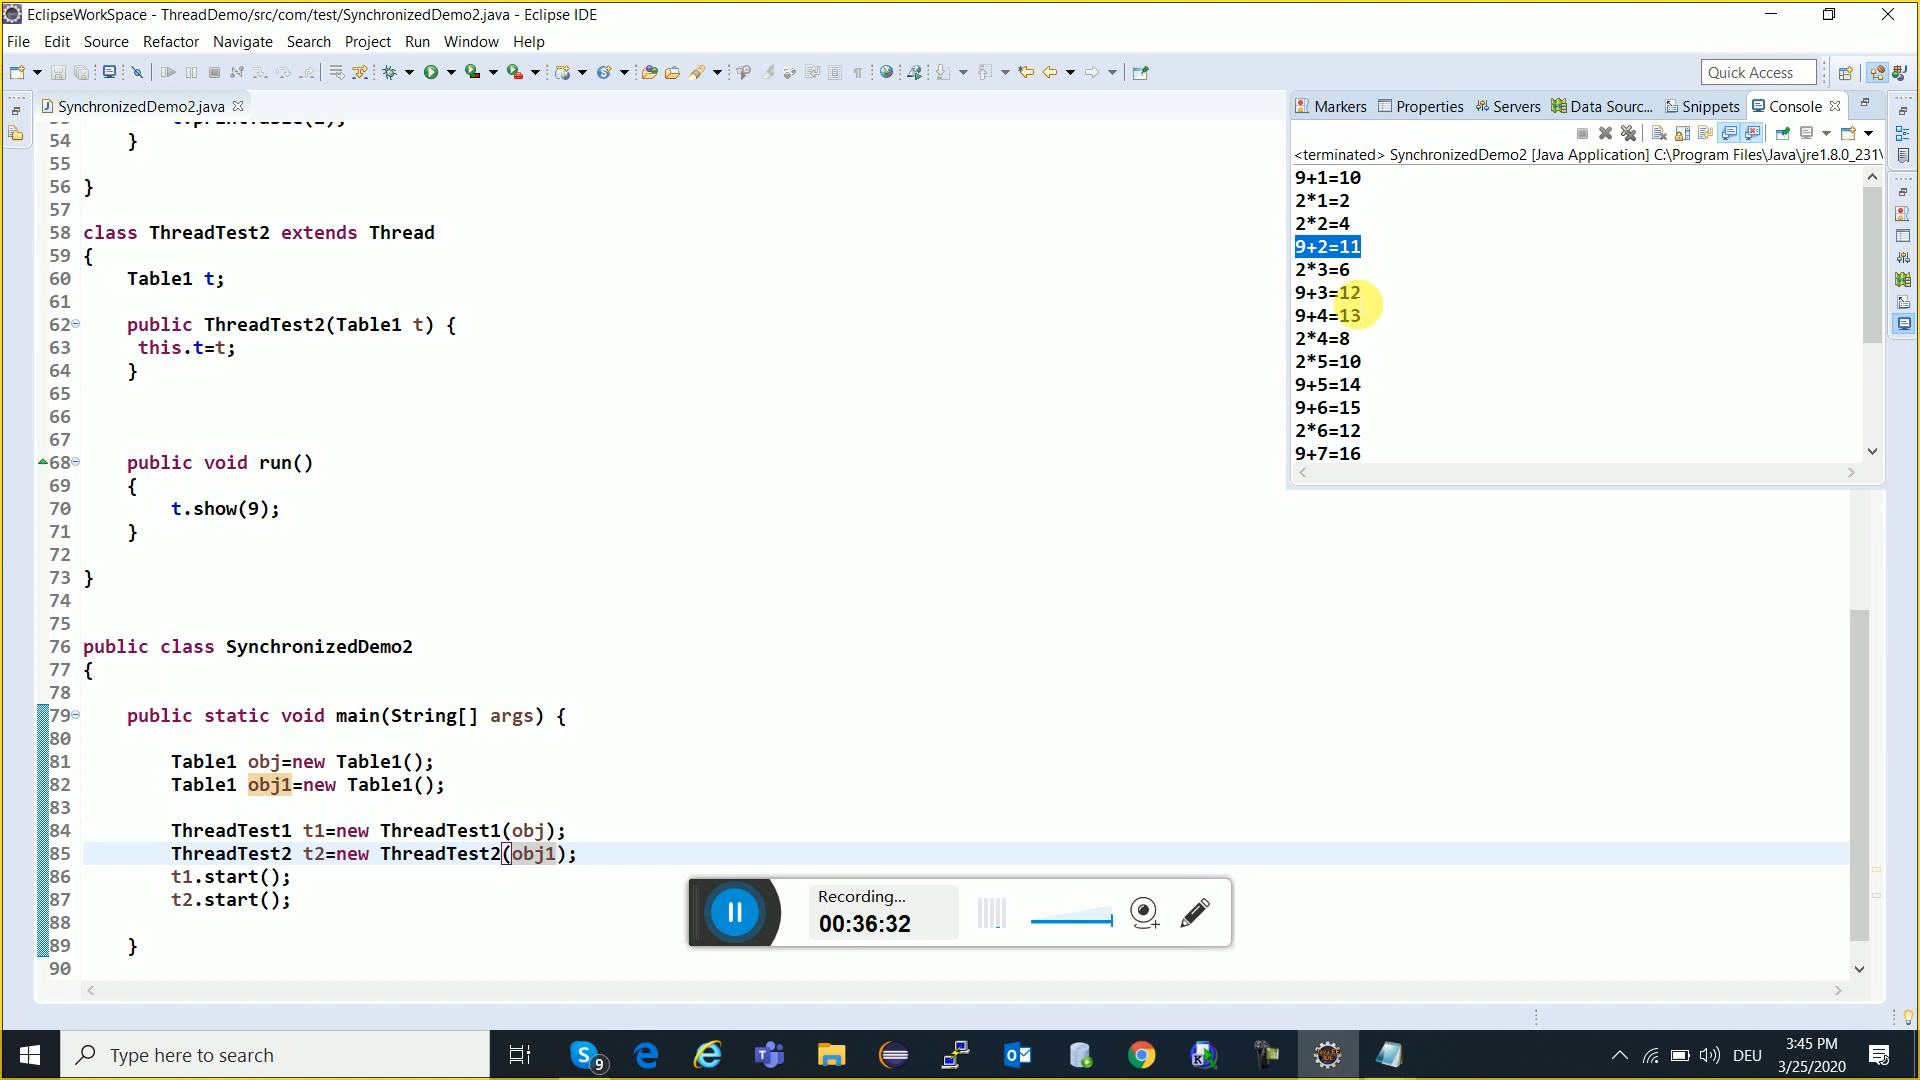 EclipseWorkSpace - ThreadDemo/src/com/test/SynchronizedDemo2.java - Eclipse IDE
File Edit Source Refactor Navigate Search Project Run Window Help
Quick Access
SynchronizedDemo2.java
54 }
55
56 }
57
58 class ThreadTest2 extends Thread
59 {
60 Table1 t;
61
62 public ThreadTest2(Table1 t) {
63 this.t=t;
64 }
65
66
67
68 public void run()
69 {
70 t.show(9);
71 }
72
73 }
74
75
76 public class SynchronizedDemo2
77 {
78
79 public static void main(String[] args) {
80
81 Table1 obj=new Table1();
82 Table1 obj1=new Table1();
83
84 ThreadTest1 t1=new ThreadTest1(obj);
85 ThreadTest2 t2=new ThreadTest2(obj1);
86 t1.start();
87 t2.start();
88
89 }
90
Markers Properties Servers Data Sourc... Snippets Console
<terminated> SynchronizedDemo2 [Java Application] C:\Program Files\Java\jre1.8.0_231\
9+1=10
2*1=2
2*2=4
9+2=11
2*3=6
9+3=12
9+4=13
2*4=8
2*5=10
9+5=14
9+6=15
2*6=12
9+7=16
Recording...
00:36:32
Type here to search
9
DEU
3:45 PM
3/25/2020